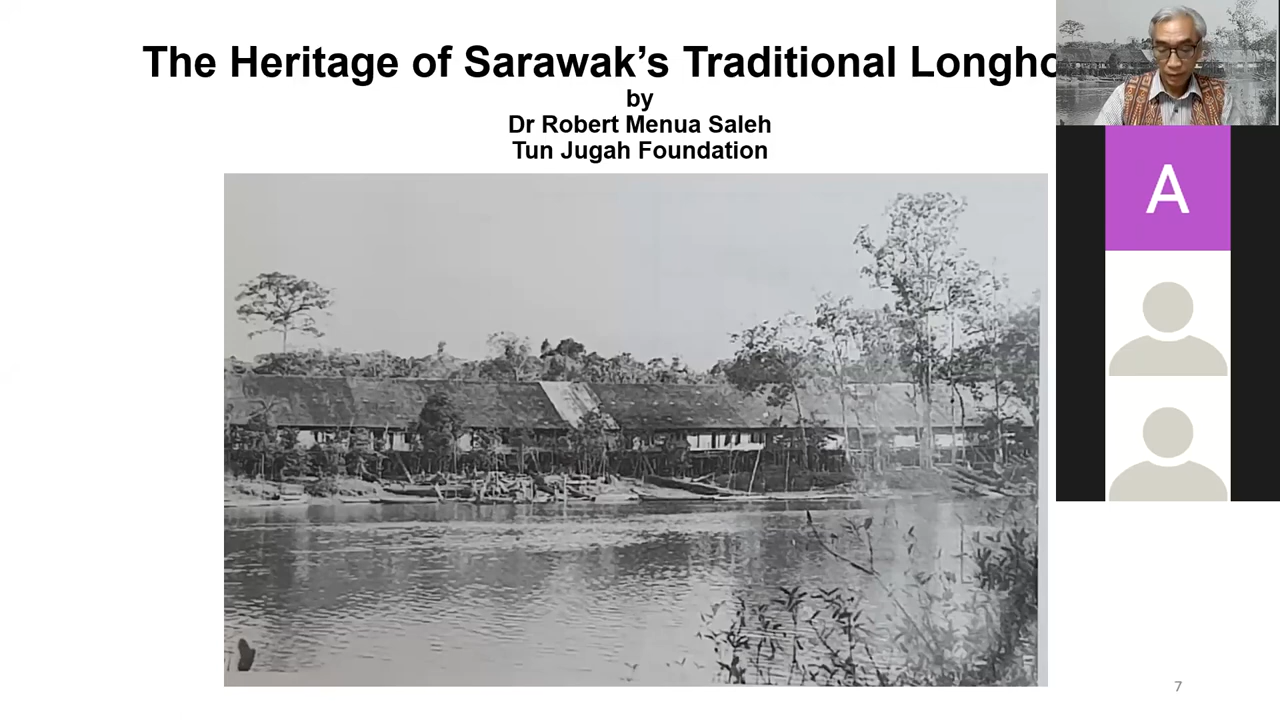 The Heritage of Sarawak’s Traditional Longho
by
Dr Robert Menua Saleh
Tun Jugah Foundation
A
7